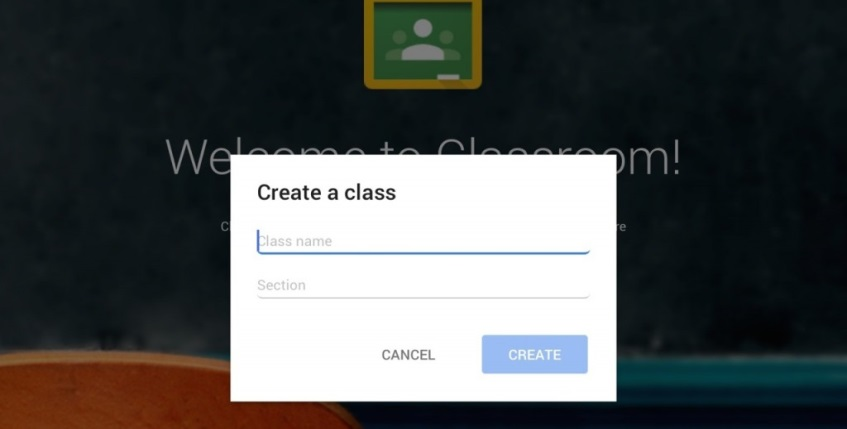 Welcome to Classroom!
Create a class
Class name
Section
CANCEL
CREATE